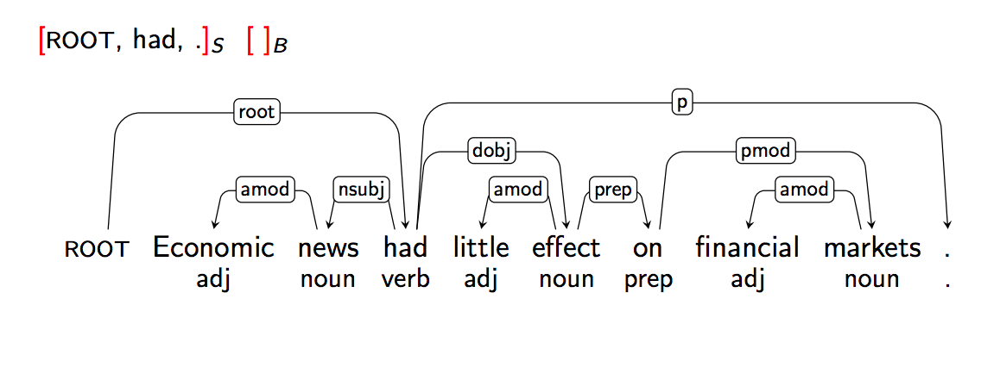 [ROOT, had, .]S [ ]B
root
p
dobj
pmod
amod nsubj amod prep amod
ROOT Economic news had little effect on financial markets .
adj noun verb adj noun prep adj noun .